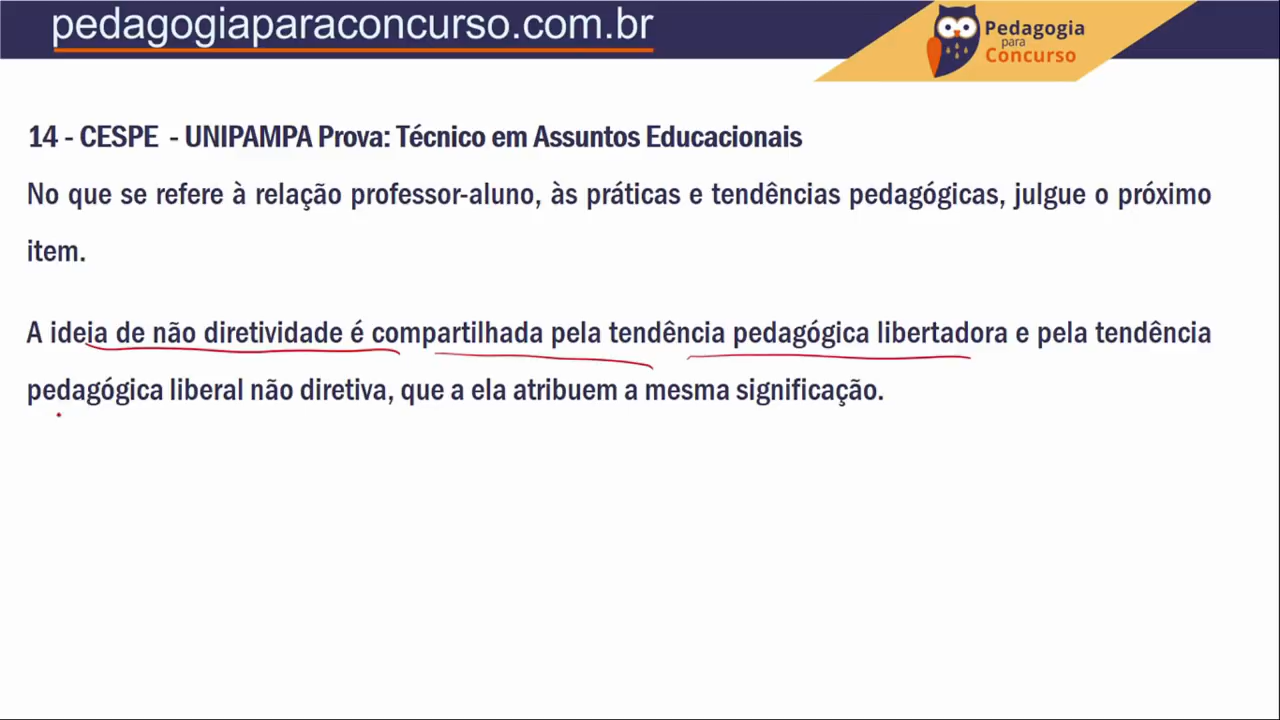 pedagogiaparaconcurso.com.br
Pedagogia
para
Concurso
14 - CESPE - UNIPAMPA Prova: Técnico em Assuntos Educacionais
No que se refere à relação professor-aluno, às práticas e tendências pedagógicas, julgue o próximo
item.
A ideia de não diretividade é compartilhada pela tendência pedagógica libertadora e pela tendência
pedagógica liberal não diretiva, que a ela atribuem a mesma significação.